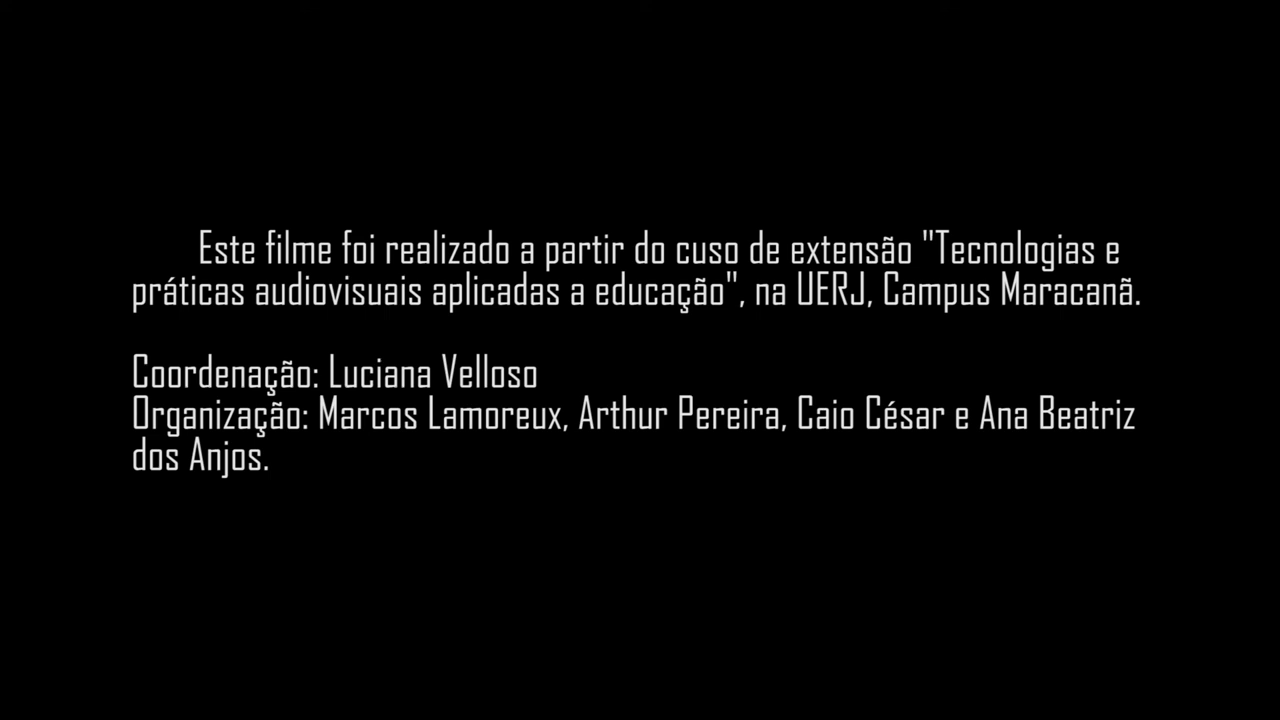 Este filme foi realizado a partir do cuso de extensão "Tecnologias e
práticas audiovisuais aplicadas a educação", na UERJ, Campus Maracanã.
Coordenação: Luciana Velloso
Organização: Marcos Lamoreux, Arthur Pereira, Caio César e Ana Beatriz
dos Anjos.